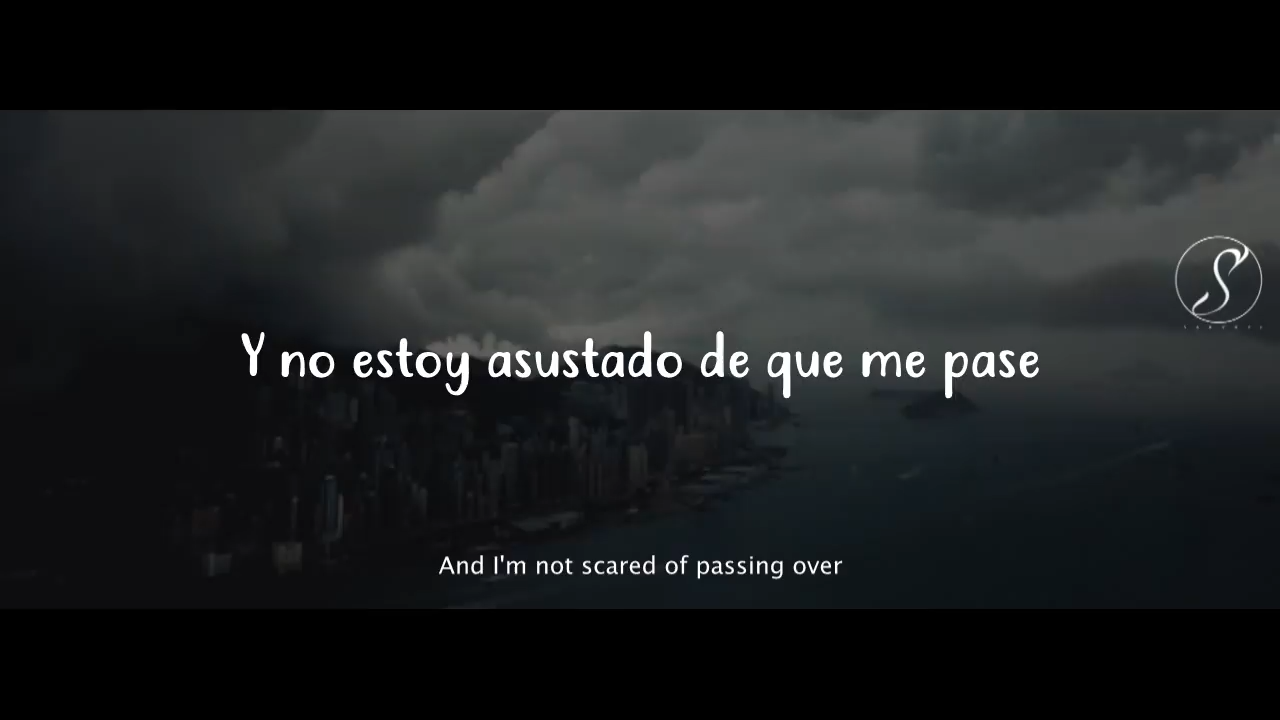 S
Y no estoy asustado de que me pase
And I'm not scared of passing over